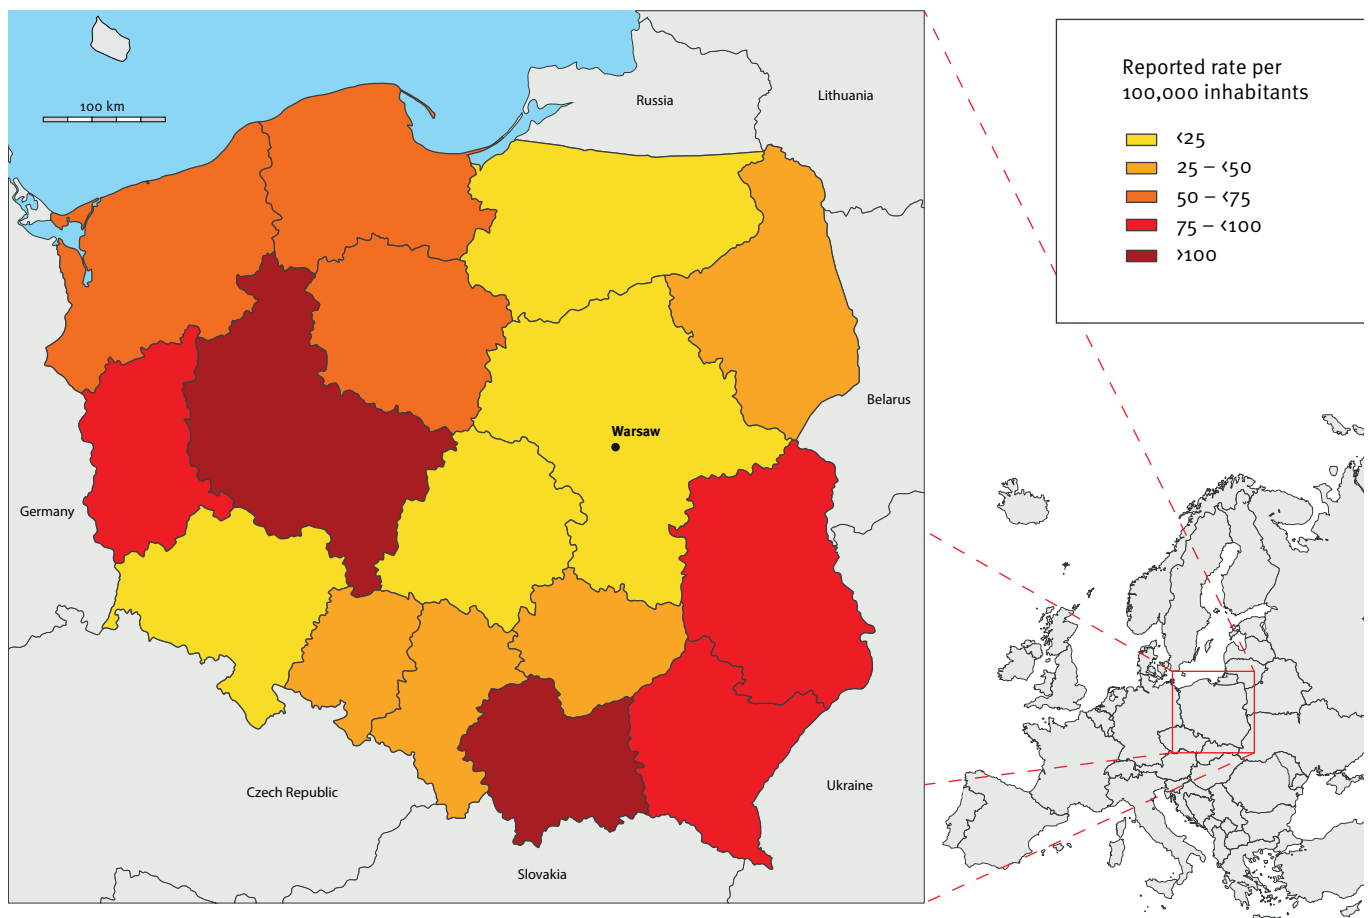 100 km
Russia
Lithuania
Belarus
Warsaw
Germany
Czech Republic
Ukraine
Slovakia
Reported rate per
100,000 inhabitants
<25
25 – <50
50 – <75
75 – <100
>100